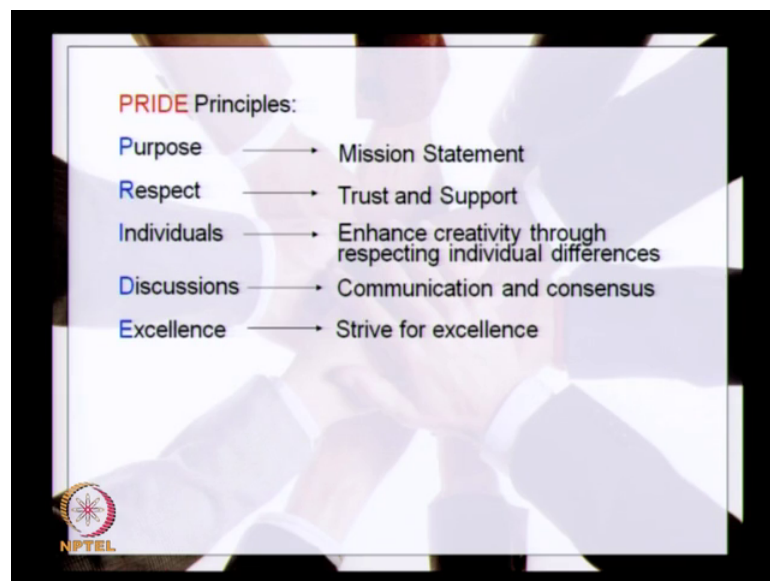 PRIDE Principles:
Purpose → Mission Statement
Respect → Trust and Support
Individuals → Enhance creativity through
respecting individual differences
Discussions → Communication and consensus
Excellence → Strive for excellence
NPTEL